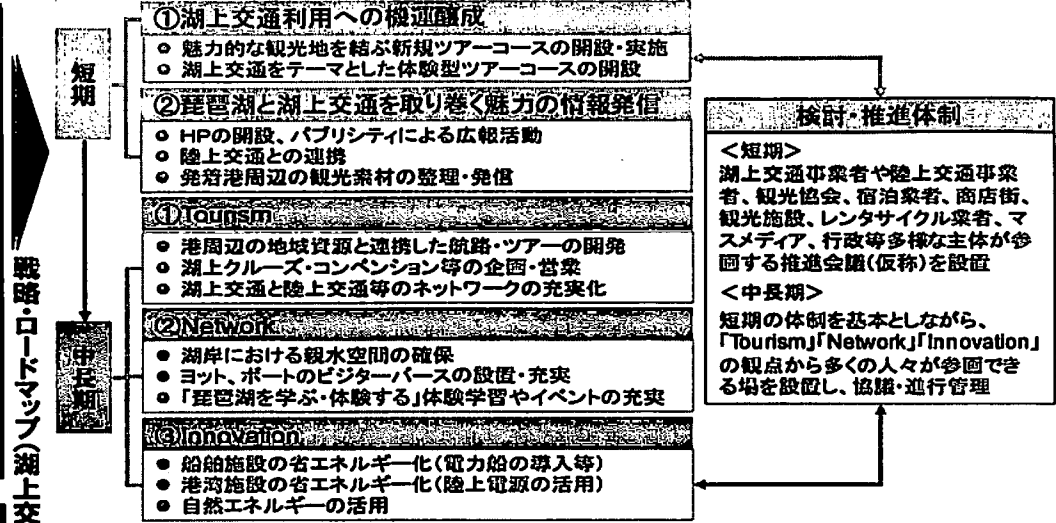 戦略・ロードマップ）湖上交
短期
①湖上交通利用への機運醸成
魅力的な観光地を結ぶ新規ツアーコースの開設・実施
湖上交通をテーマとした体験型ツアーコースの開設
②琵琶湖と湖上交通を取り巻く魅力の情報発信
HPの開設、パブリシティによる広報活動
陸上交通との連携
発着港周辺の観光素材の整理・発信
中長期
①Tourism
港周辺の地域資源と連携した航路・ツアーの開発
湖上クルーズ・コンベンション等の企画・営業
湖上交通と陸上交通等のネットワークの充実化
②Network
湖岸における親水空間の確保
ヨット、ボートのビジターバースの設置・充実
「琵琶湖を学ぶ・体験する」体験学習やイベントの充実
③Innovation
船舶施設の省エネルギー化（電力船の導入等）
港湾施設の省エネルギー化（陸上電源の活用）
自然エネルギーの活用
検討・推進体制
＜短期＞
湖上交通事業者や陸上交通事業
者、観光協会、宿泊業者、商店街、
観光施設、レンタサイクル業者、マ
スメディア、行政等多様な主体が参
画する推進会議（仮称）を設置
＜中長期＞
短期の体制を基本としながら、
「Tourism」「Network」「Innovation」
の観点から多くの人々が参画でき
る場を設置し、協議・進行管理